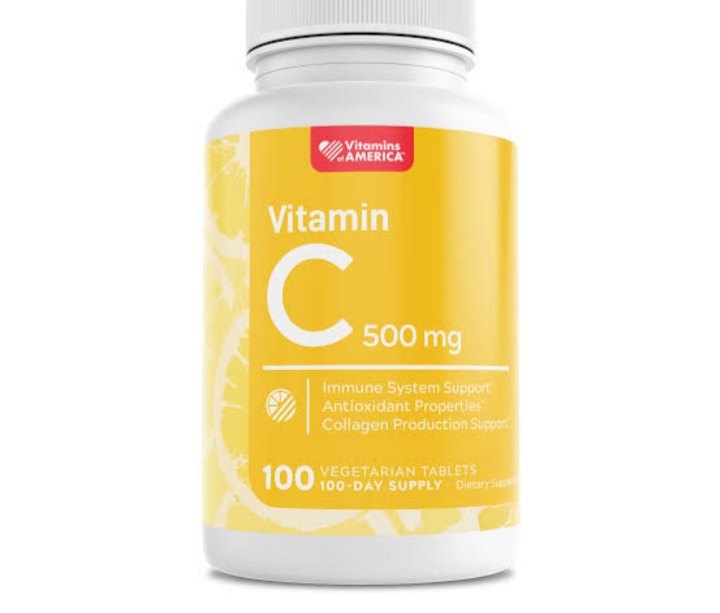 Vitamins
of AMERICA
Vitamin
C 500 mg
Immune System Support*
Antioxidant Properties*
Collagen Production Support*
100 VEGETARIAN TABLETS
100-DAY SUPPLY Dietary